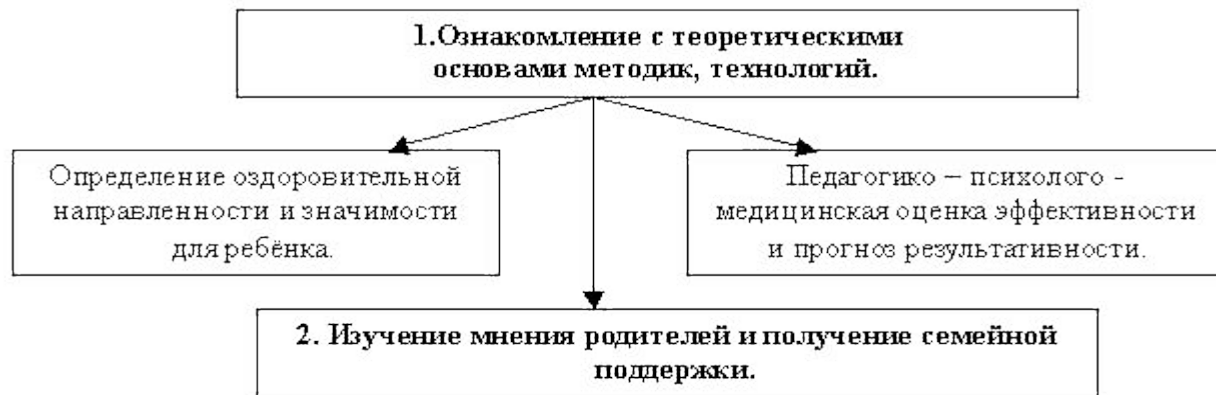 1.Ознакомление с теоретическими
основами методик, технологий.
Определение оздоровительной
направленности и значимости
для ребёнка.
Педагогико – психолого -
медицинская оценка эффективности
и прогноз результативности.
2. Изучение мнения родителей и получение семейной
поддержки.